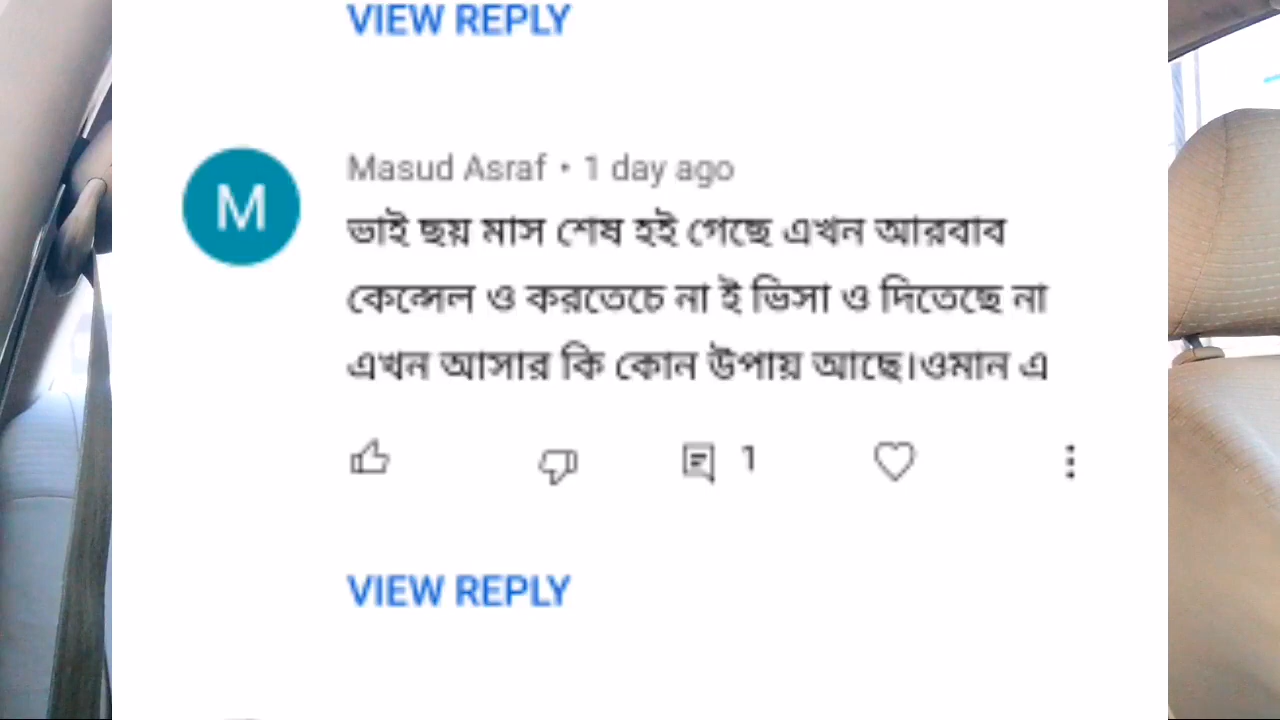 VIEW REPLY
Masud Asraf • 1 day ago
ভাই ছয় মাস শেষ হই গেছে এখন আরবাব
কেন্সেল ও করতেচে না ই ভিসা ও দিতেছে না
এখন আসার কি কোন উপায় আছে।ওমান এ
1
VIEW REPLY